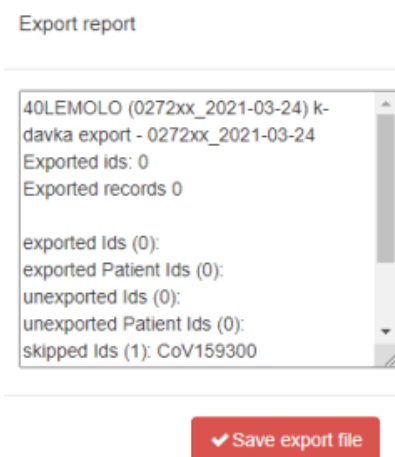 Export report
40LEMOLO (0272xx_2021-03-24) k-
davka export - 0272xx_2021-03-24
Exported ids: 0
Exported records 0
exported Ids (0):
exported Patient Ids (0):
unexported Ids (0):
unexported Patient Ids (0):
skipped Ids (1): CoV159300
Save export file